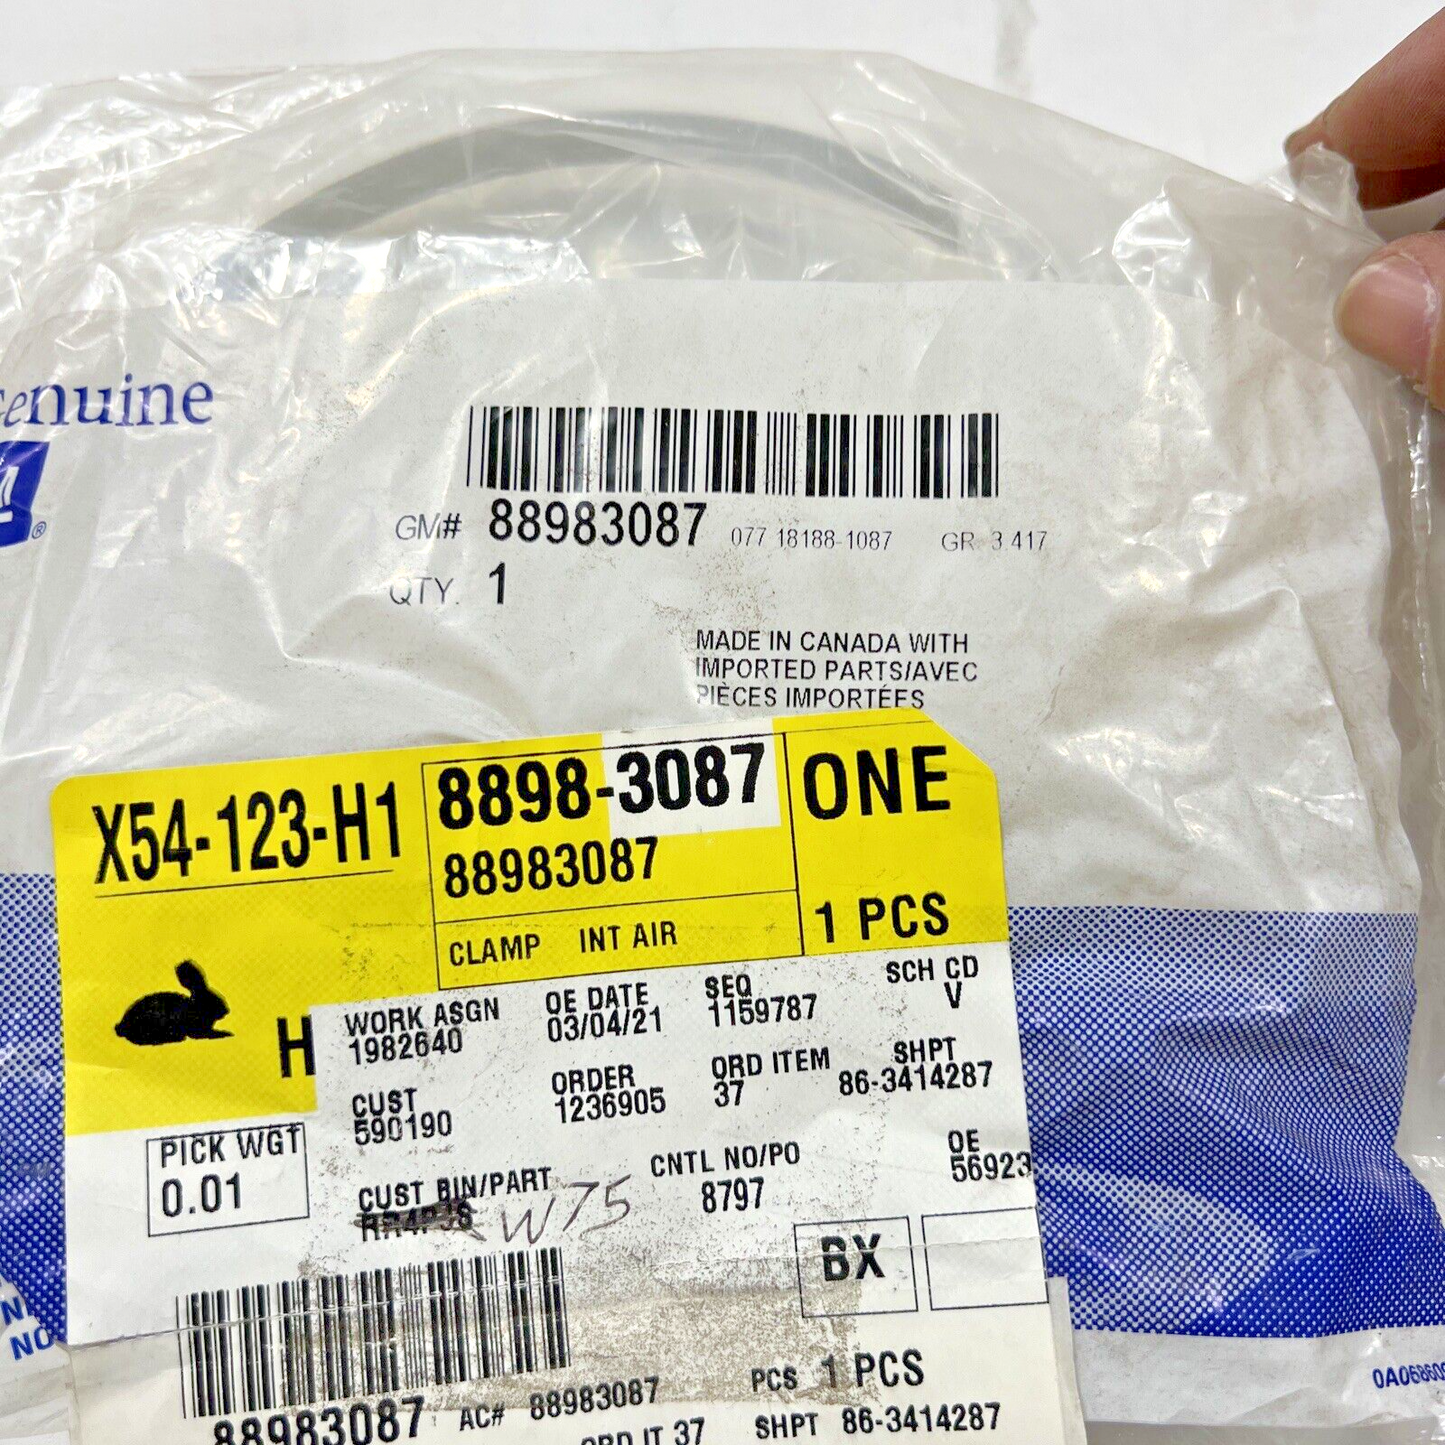 enuine
®
GM# 88983087 077 18188-1087 GR. 3.417
QTY. 1
MADE IN CANADA WITH
IMPORTED PARTS/AVEC
PIÈCES IMPORTÉES
X54-123-H1
8898-3087
88983087
CLAMP INT AIR
ONE
1 PCS
H
WORK ASGN
1982640
OE DATE
03/04/21
SEQ
1159787
SCH CD
V
CUST
590190
ORDER
1236905
ORD ITEM
37
SHPT
86-3414287
PICK WGT
0.01
CUST BIN/PART
W75
CNTL NO/PO
8797
OE
56923
BX
PCS 1 PCS
88983087 AC# 88983087
ORD IT 37 SHPT 86-3414287
NO
0A0686